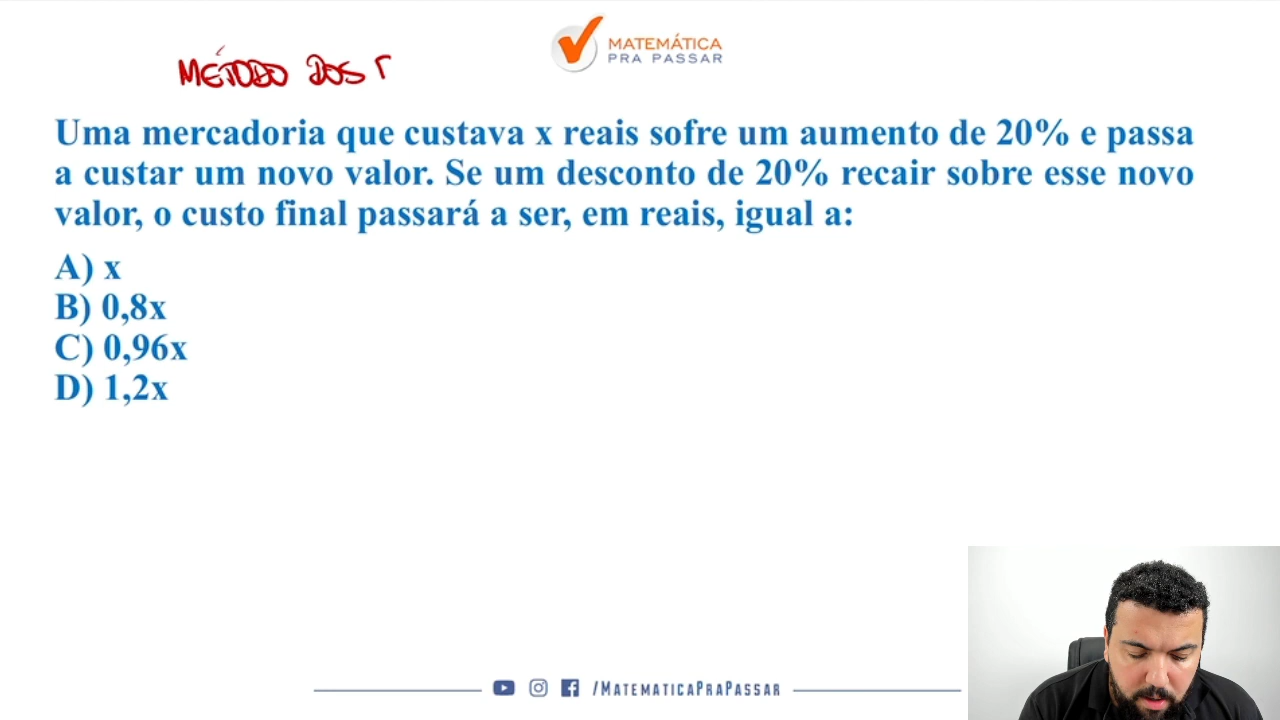 MATEMÁTICA
PRA PASSAR
MÉTODO DOS
Uma mercadoria que custava x reais sofre um aumento de 20% e passa
a custar um novo valor. Se um desconto de 20% recair sobre esse novo
valor, o custo final passará a ser, em reais, igual a:
A) x
B) 0,8x
C) 0,96x
D) 1,2x
/MATEMATICAPRAPASSAR